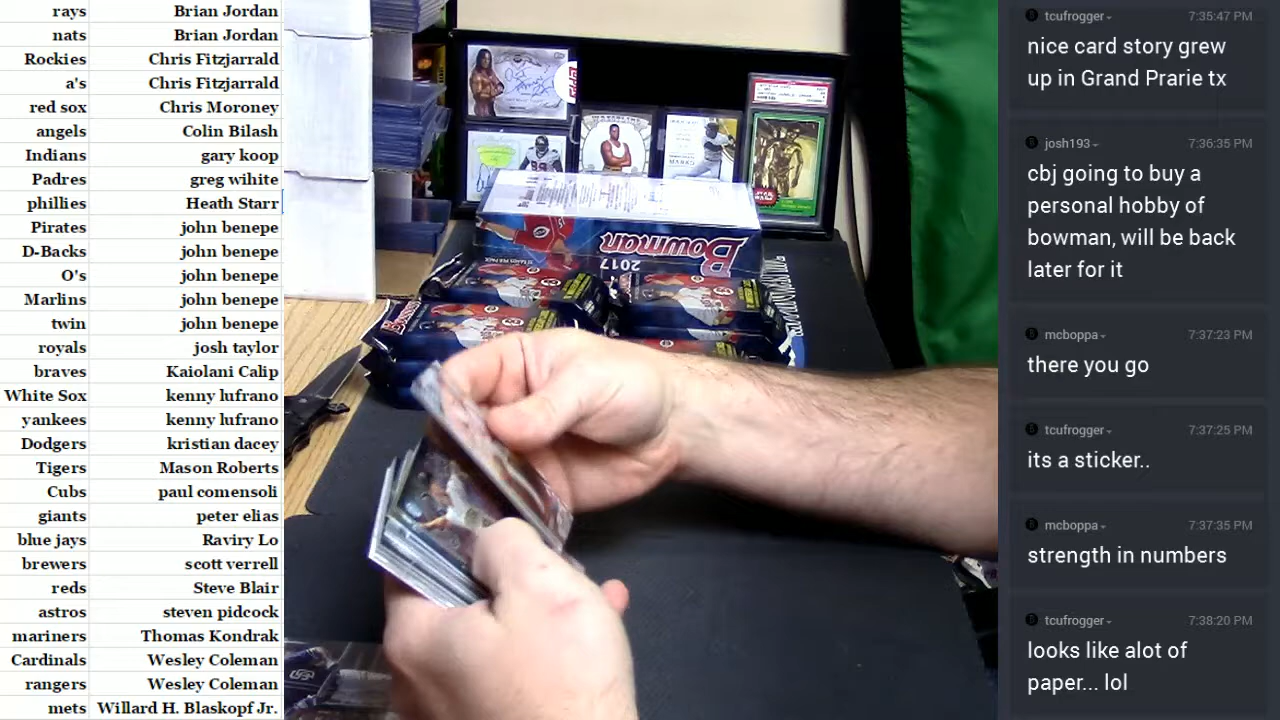 rays Brian Jordan
nats Brian Jordan
Rockies Chris Fitzjarrald
a's Chris Fitzjarrald
red sox Chris Moroney
angels Colin Bilash
Indians gary koop
Padres greg wihite
phillies Heath Starr
Pirates john benepe
D-Backs john benepe
O's john benepe
Marlins john benepe
twin john benepe
royals josh taylor
braves Kaiolani Calip
White Sox kenny lufrano
yankees kenny lufrano
Dodgers kristian dacey
Tigers Mason Roberts
Cubs paul comensoli
giants peter elias
blue jays Raviry Lo
brewers scott verrell
reds Steve Blair
astros steven pidcock
mariners Thomas Kondrak
Cardinals Wesley Coleman
rangers Wesley Coleman
mets Willard H. Blaskopf Jr.
Bowman
2017
tcufrogger 7:35:47 PM
nice card story grew
up in Grand Prarie tx
josh193 7:36:35 PM
cbj going to buy a
personal hobby of
bowman, will be back
later for it
mcboppa 7:37:23 PM
there you go
tcufrogger 7:37:25 PM
its a sticker..
mcboppa 7:37:35 PM
strength in numbers
tcufrogger 7:38:20 PM
looks like alot of
paper... lol